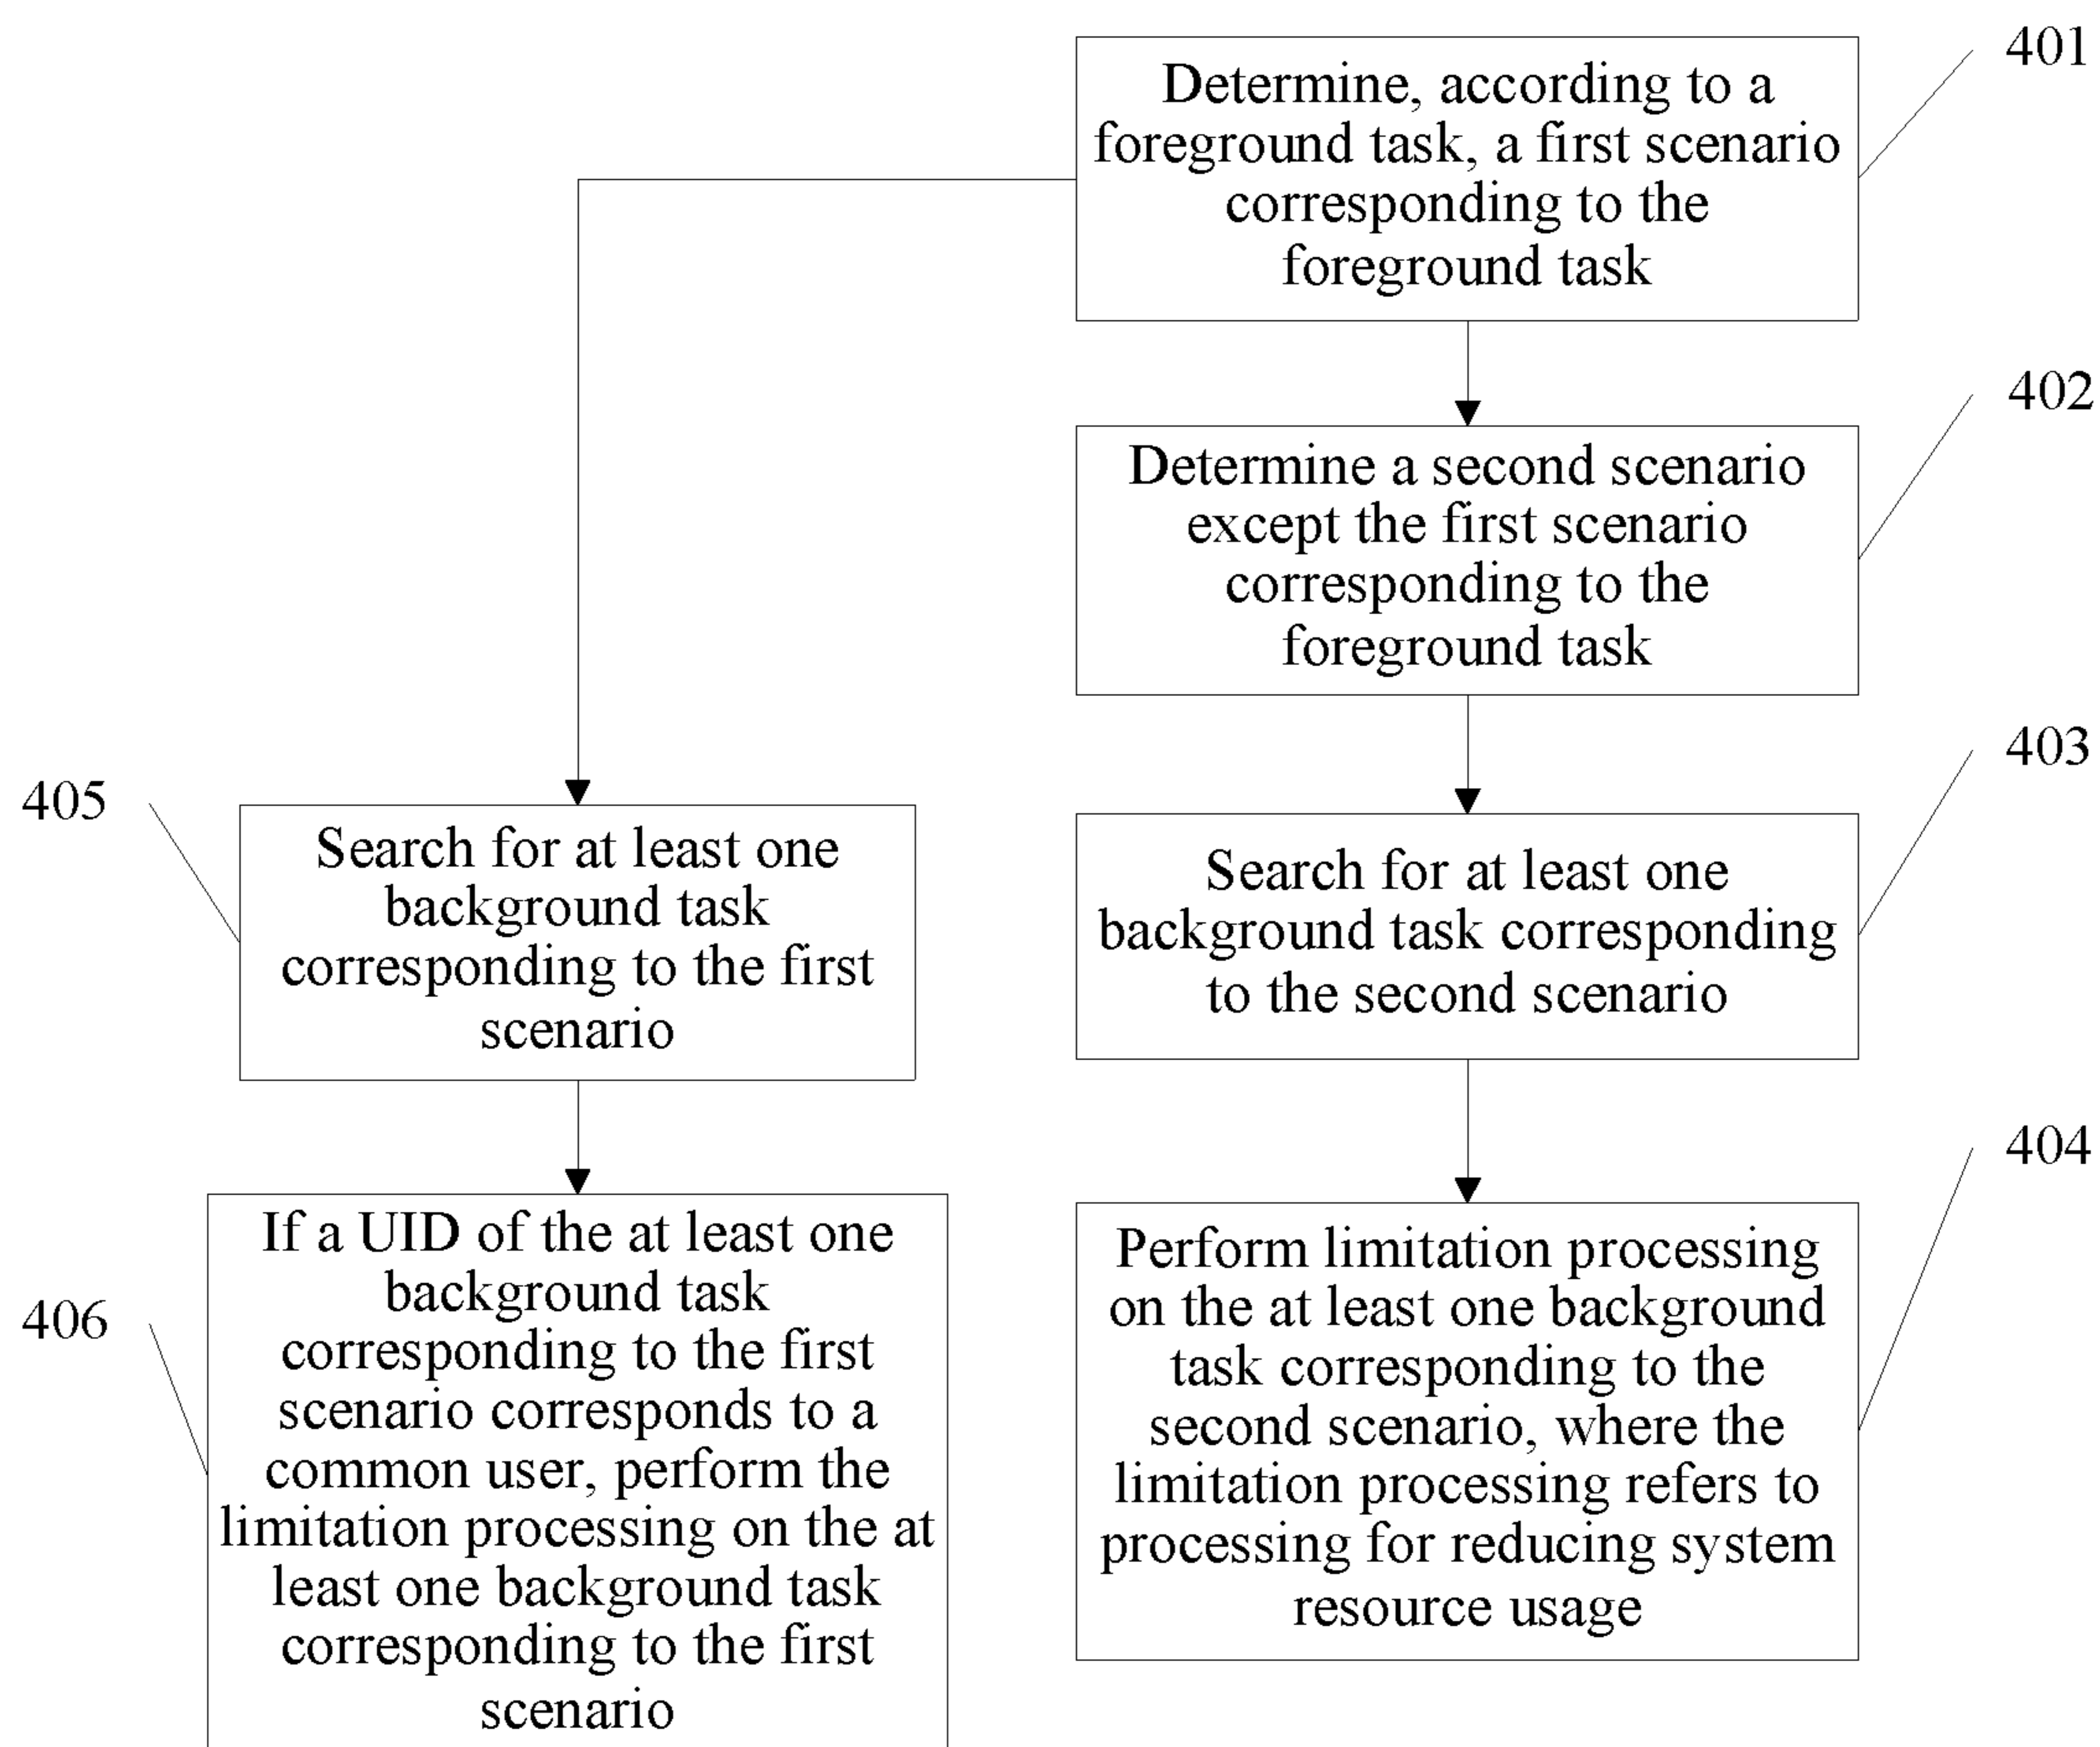 401
Determine, according to a
foreground task, a first scenario
corresponding to the
foreground task
402
Determine a second scenario
except the first scenario
corresponding to the
foreground task
403
Search for at least one
background task corresponding
to the second scenario
404
Perform limitation processing
on the at least one background
task corresponding to the
second scenario, where the
limitation processing refers to
processing for reducing system
resource usage
405
Search for at least one
background task
corresponding to the first
scenario
406
If a UID of the at least one
background task
corresponding to the first
scenario corresponds to a
common user, perform the
limitation processing on the at
least one background task
corresponding to the first
scenario